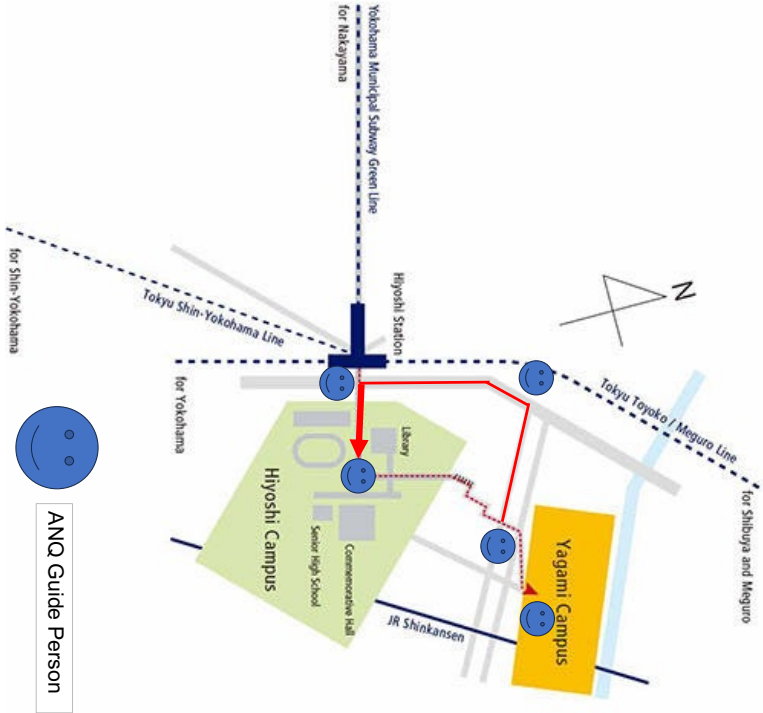 Yokohama Municipal Subway Green Line
for Nakayama
N
Hiyoshi Station
Tokyu Shin-Yokohama Line
for Shin-Yokohama
for Yokohama
Tokyu Toyoko / Meguro Line
for Shibuya and Meguro
Library
Hiyoshi Campus
Senior High School
Commemorative Hall
Yagami Campus
JR Shinkansen
ANQ Guide Person